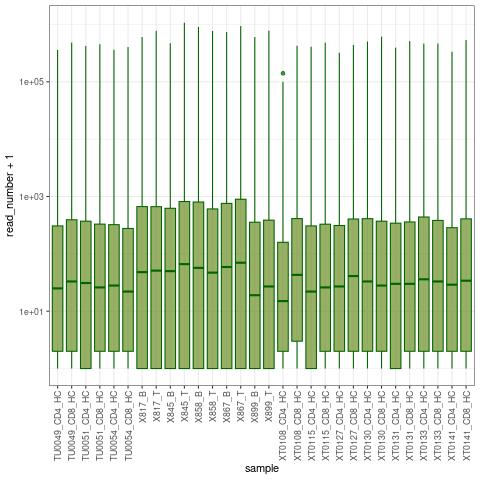 read_number + 1
1e+05
1e+03
1e+01
TU0049_CD4_HC
TU0049_CD8_HC
TU0051_CD4_HC
TU0051_CD8_HC
TU0054_CD4_HC
TU0054_CD8_HC
X817_B
X817_T
X845_B
X845_T
X858_B
X858_T
X867_B
X867_T
X899_B
X899_T
XT0108_CD4_HC
XT0108_CD8_HC
XT0115_CD4_HC
XT0115_CD8_HC
XT0127_CD4_HC
XT0127_CD8_HC
XT0130_CD4_HC
XT0130_CD8_HC
XT0131_CD4_HC
XT0131_CD8_HC
XT0133_CD4_HC
XT0133_CD8_HC
XT0141_CD4_HC
XT0141_CD8_HC
sample